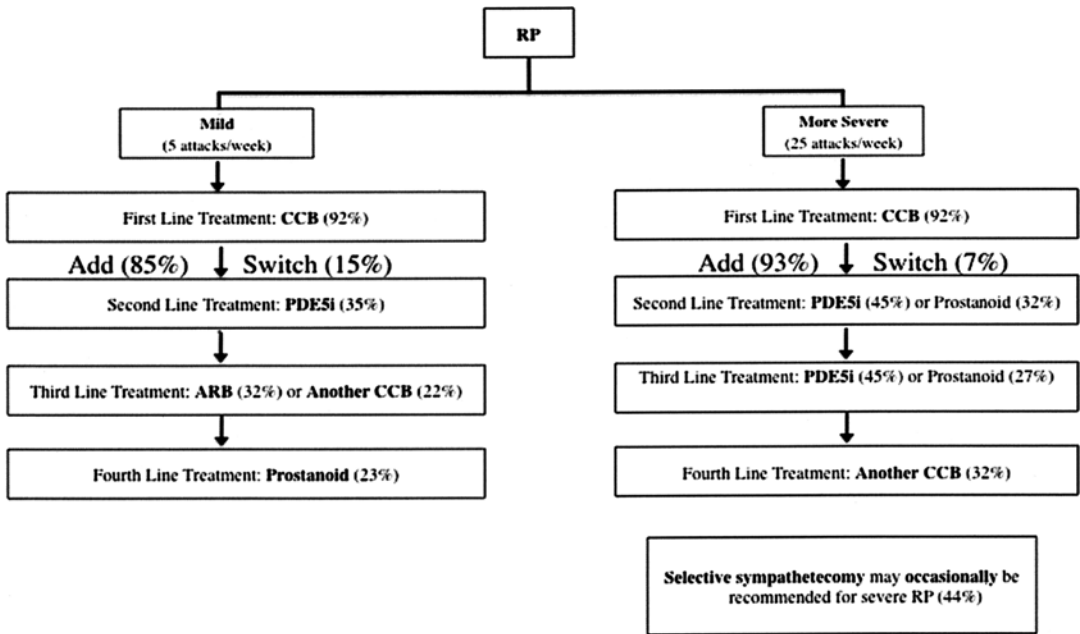 RP
Mild
(5 attacks/week)
First Line Treatment: CCB (92%)
Add (85%) Switch (15%)
Second Line Treatment: PDE5i (35%)
Third Line Treatment: ARB (32%) or Another CCB (22%)
Fourth Line Treatment: Prostanoid (23%)
More Severe
(25 attacks/week)
First Line Treatment: CCB (92%)
Add (93%) Switch (7%)
Second Line Treatment: PDE5i (45%) or Prostanoid (32%)
Third Line Treatment: PDE5i (45%) or Prostanoid (27%)
Fourth Line Treatment: Another CCB (32%)
Selective sympathetecomy may occasionally be
recommended for severe RP (44%)